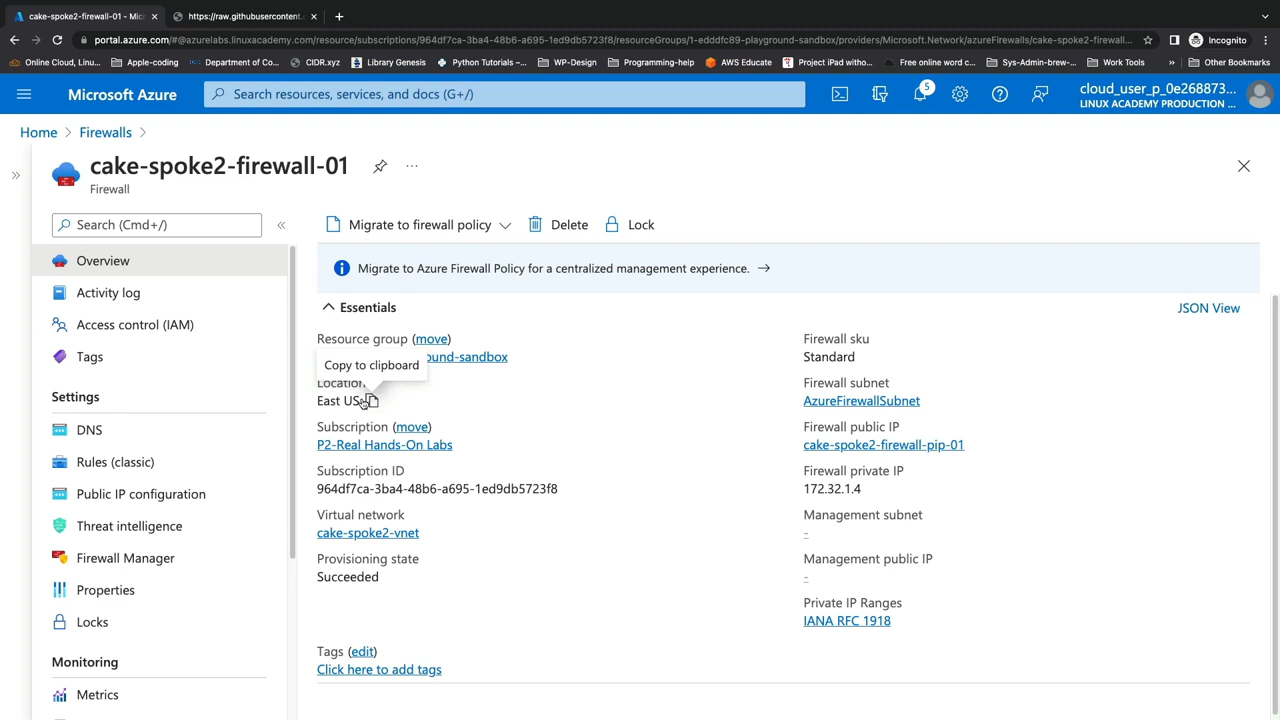 cake-spoke2-firewall-01 - Mic
https://raw.githubusercontent.
portal.azure.com/#@azurelabs.linuxacademy.com/resource/subscriptions/964df7ca-3ba4-48b6-a695-1ed9db5723f8/resourceGroups/1-edddfc89-playground-sandbox/providers/Microsoft.Network/azureFirewalls/cake-spoke2-firewall...
Incognito
Online Cloud, Linu...
Apple-coding
Department of Co...
CIDR.xyz
Library Genesis
Python Tutorials –...
WP-Design
Programming-help
AWS Educate
Project iPad witho...
Free online word c...
Sys-Admin-brew-...
Work Tools
»
Other Bookmarks
Microsoft Azure
Search resources, services, and docs (G+/)
5
cloud_user_p_0e268873...
LINUX ACADEMY PRODUCTION ...
Home > Firewalls >
cake-spoke2-firewall-01
Firewall
Search (Cmd+/)
Overview
Activity log
Access control (IAM)
Tags
Settings
DNS
Rules (classic)
Public IP configuration
Threat intelligence
Firewall Manager
Properties
Locks
Monitoring
Metrics
Migrate to firewall policy
Delete
Lock
Migrate to Azure Firewall Policy for a centralized management experience. →
Essentials
JSON View
Resource group (move)
ound-sandbox
Copy to clipboard
Location
East US
Subscription (move)
P2-Real Hands-On Labs
Subscription ID
964df7ca-3ba4-48b6-a695-1ed9db5723f8
Virtual network
cake-spoke2-vnet
Provisioning state
Succeeded
Firewall sku
Standard
Firewall subnet
AzureFirewallSubnet
Firewall public IP
cake-spoke2-firewall-pip-01
Firewall private IP
172.32.1.4
Management subnet
-
Management public IP
-
Private IP Ranges
IANA RFC 1918
Tags (edit)
Click here to add tags